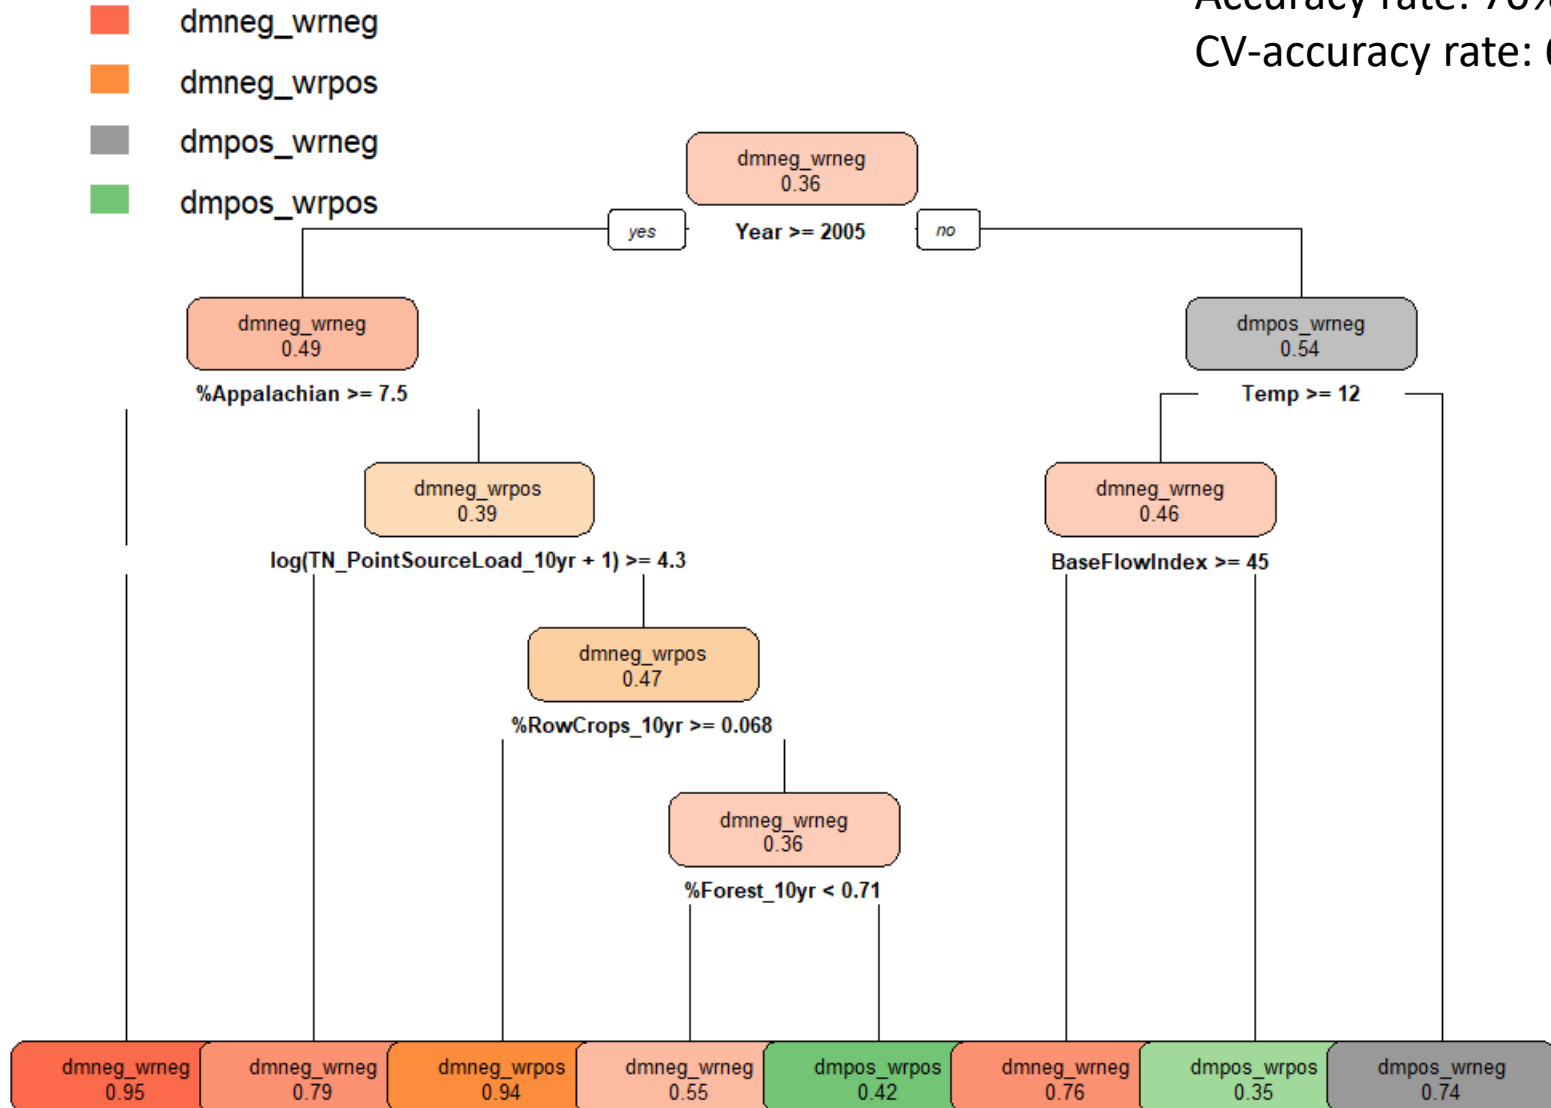 dmneg_wrneg
dmneg_wrpos
dmpos_wrneg
dmpos_wrpos
Accuracy rate: 76%
CV-accuracy rate:
dmneg_wrneg
0.36
yes
Year >= 2005
no
dmneg_wrneg
0.49
%Appalachian >= 7.5
dmpos_wrneg
0.54
Temp >= 12
dmneg_wrpos
0.39
log(TN_PointSourceLoad_10yr + 1) >= 4.3
dmneg_wrneg
0.46
BaseFlowIndex >= 45
dmneg_wrpos
0.47
%RowCrops_10yr >= 0.068
dmneg_wrneg
0.36
%Forest_10yr < 0.71
dmneg_wrneg
0.95
dmneg_wrneg
0.79
dmneg_wrpos
0.94
dmneg_wrneg
0.55
dmpos_wrpos
0.42
dmneg_wrneg
0.76
dmpos_wrpos
0.35
dmpos_wrneg
0.74